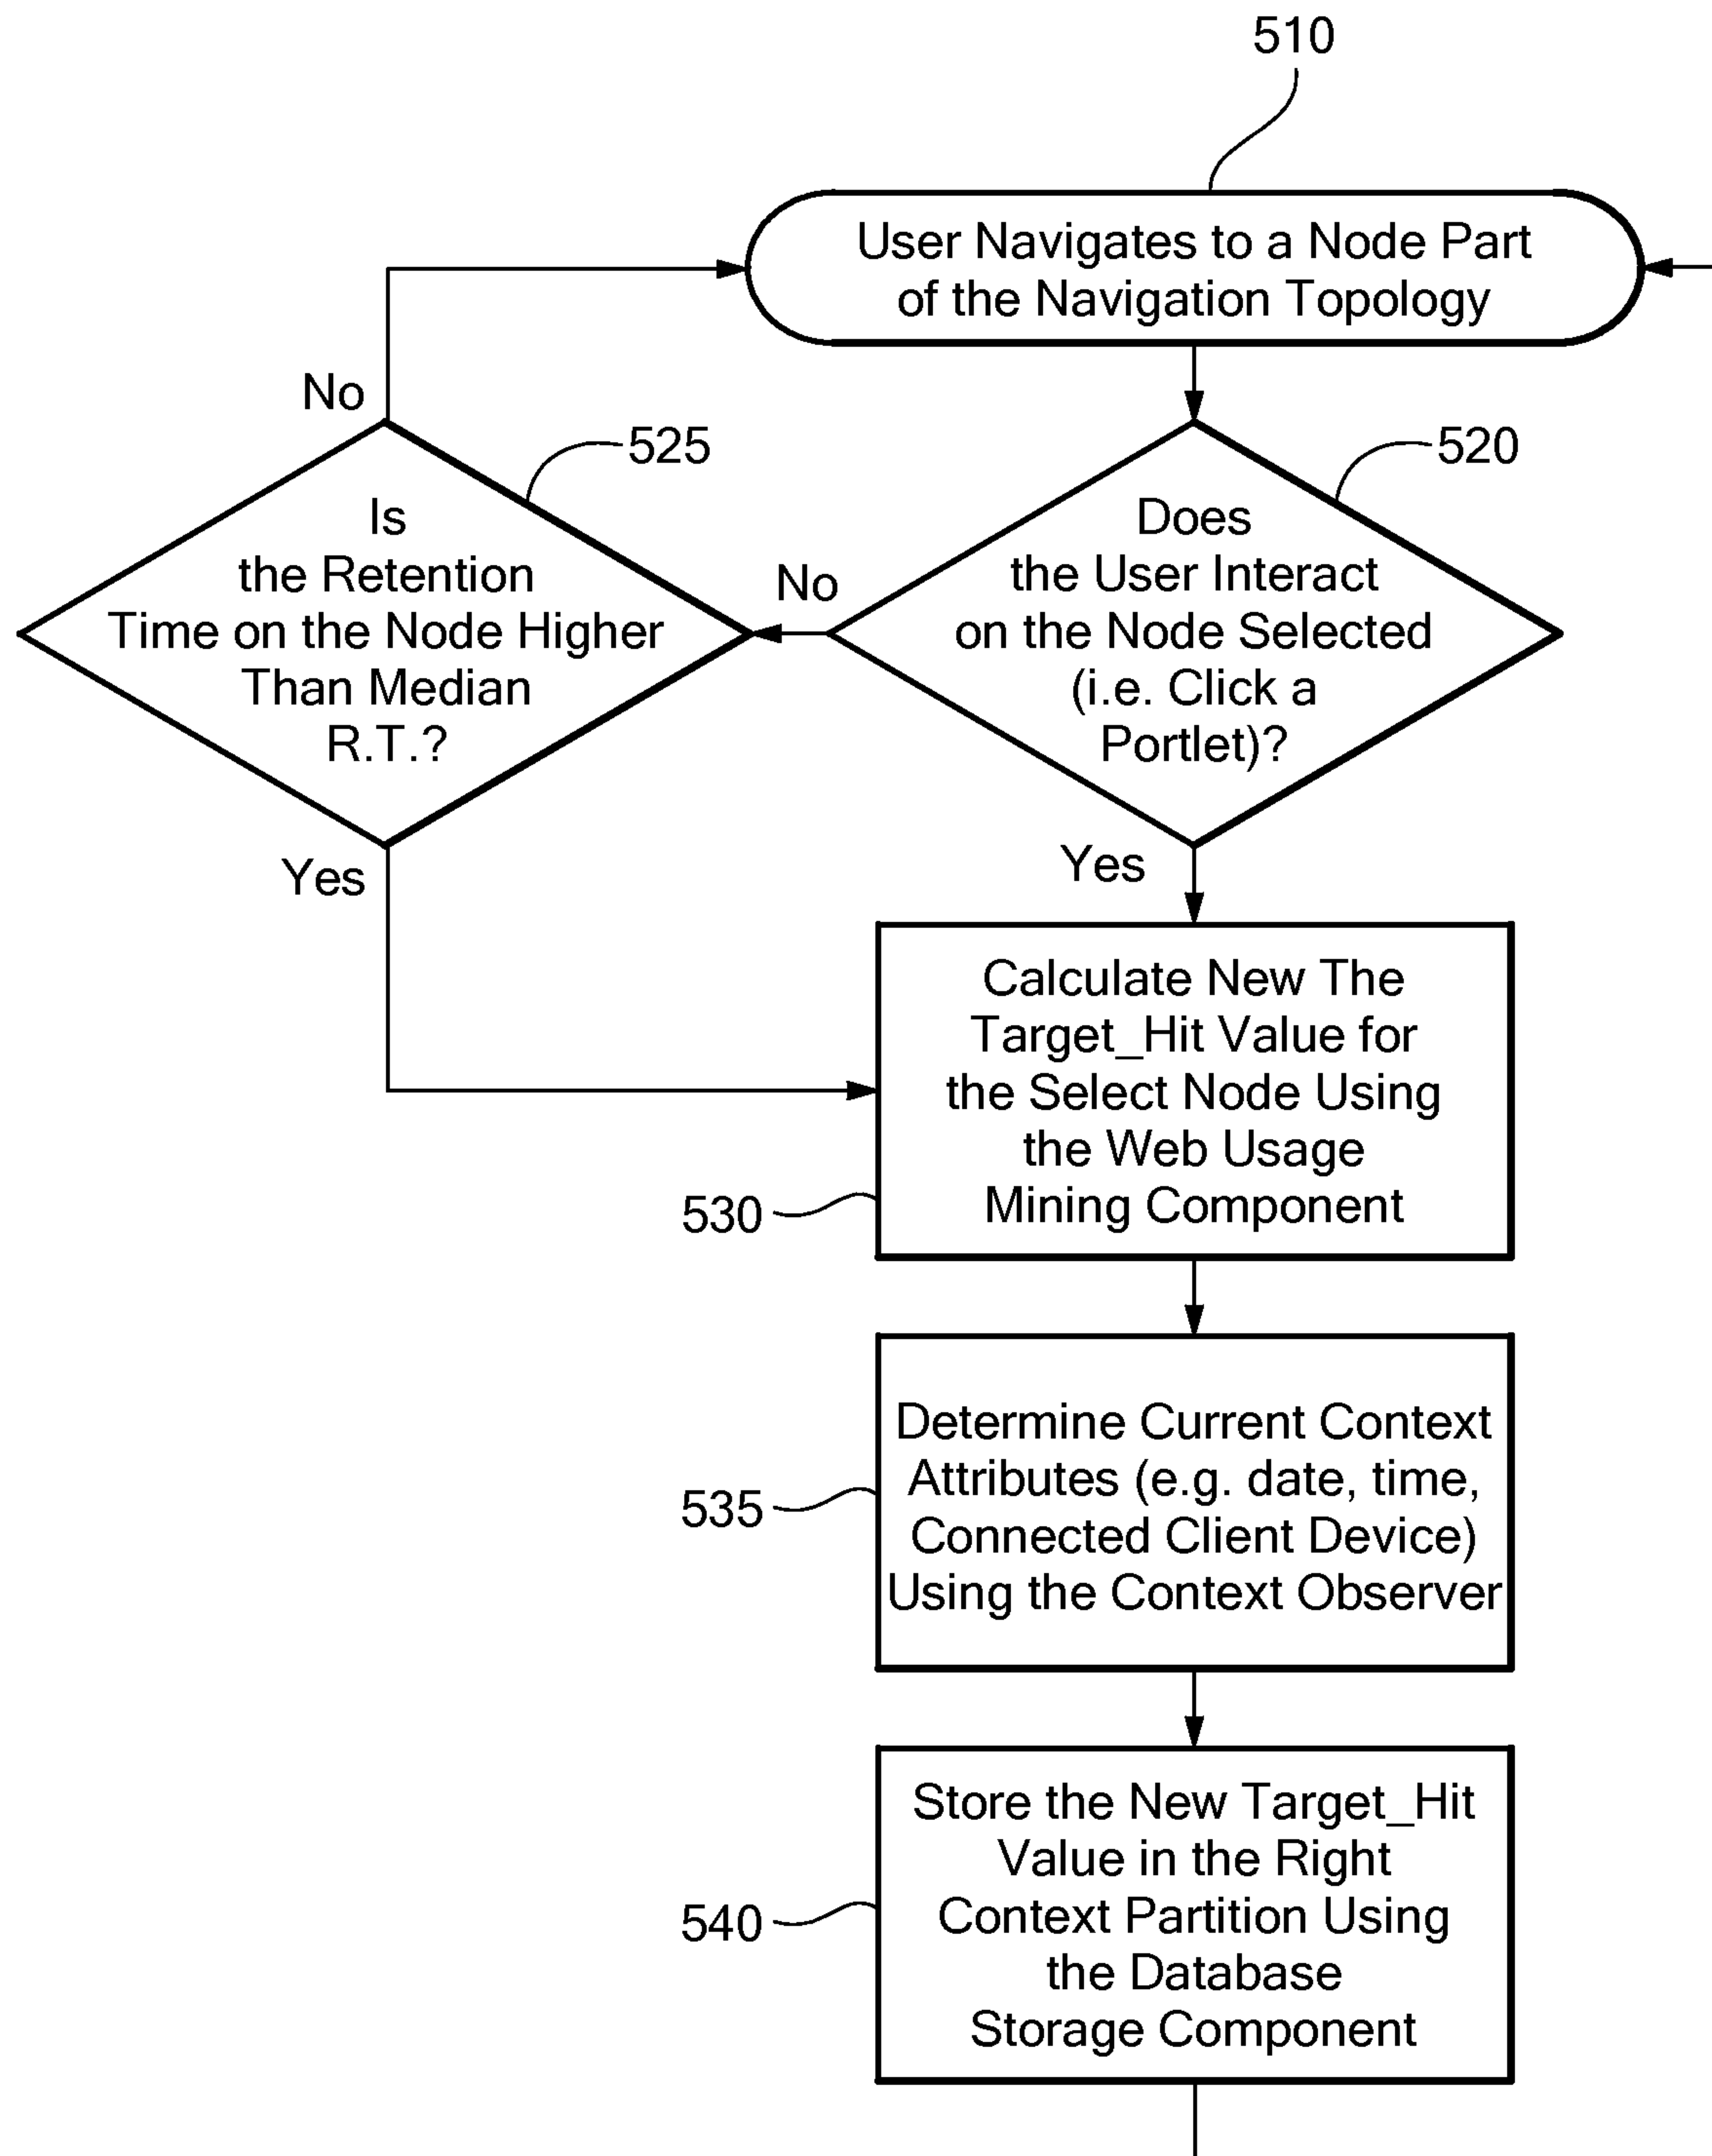 510
User Navigates to a Node Part
of the Navigation Topology
No
525
Is
the Retention
Time on the Node Higher
Than Median
R.T.?
Yes
No
520
Does
the User Interact
on the Node Selected
(i.e. Click a
Portlet)?
Yes
Calculate New The
Target_Hit Value for
the Select Node Using
the Web Usage
Mining Component
530
Determine Current Context
Attributes (e.g. date, time,
Connected Client Device)
Using the Context Observer
535
Store the New Target_Hit
Value in the Right
Context Partition Using
the Database
Storage Component
540